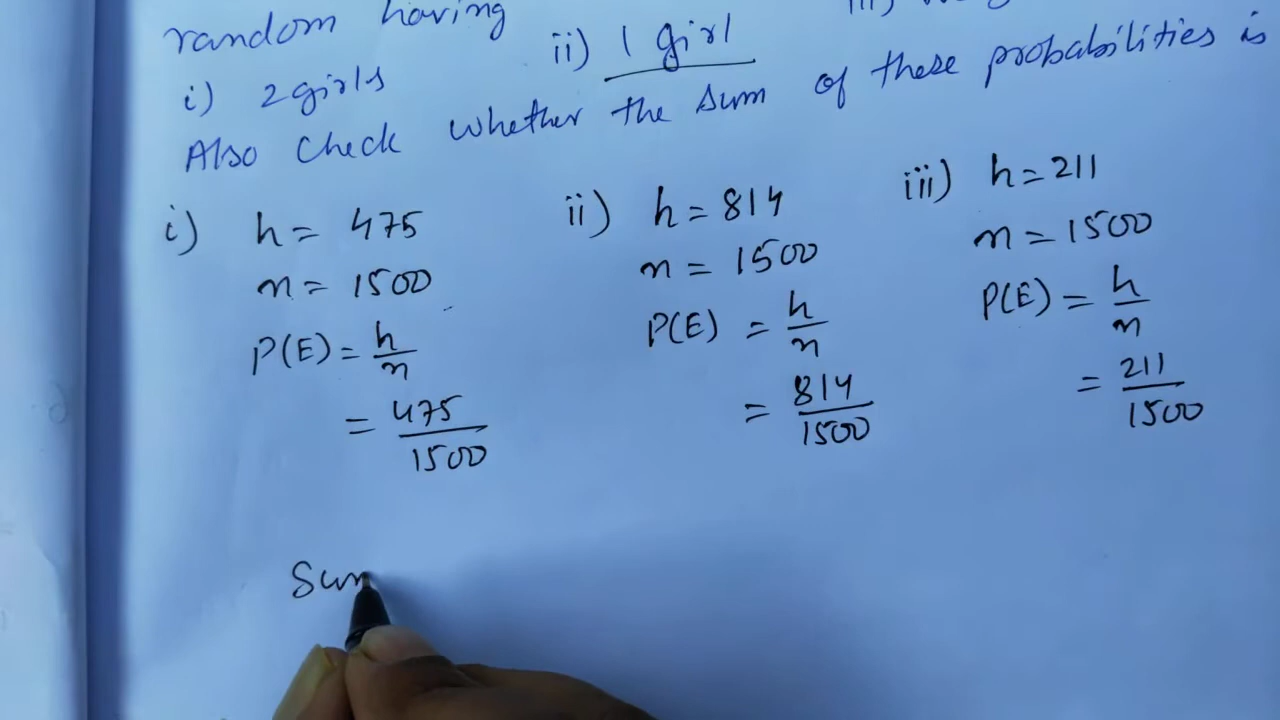 random having
i) 2 girls ii) 1 girl iii)
Also Check whether the sum of these probabilities is
i) h = 475 ii) h = 814 iii) h = 211
n = 1500 n = 1500 n = 1500
P(E) = h/n P(E) = h/n P(E) = h/n
= 475/1500 = 814/1500 = 211/1500
Sum